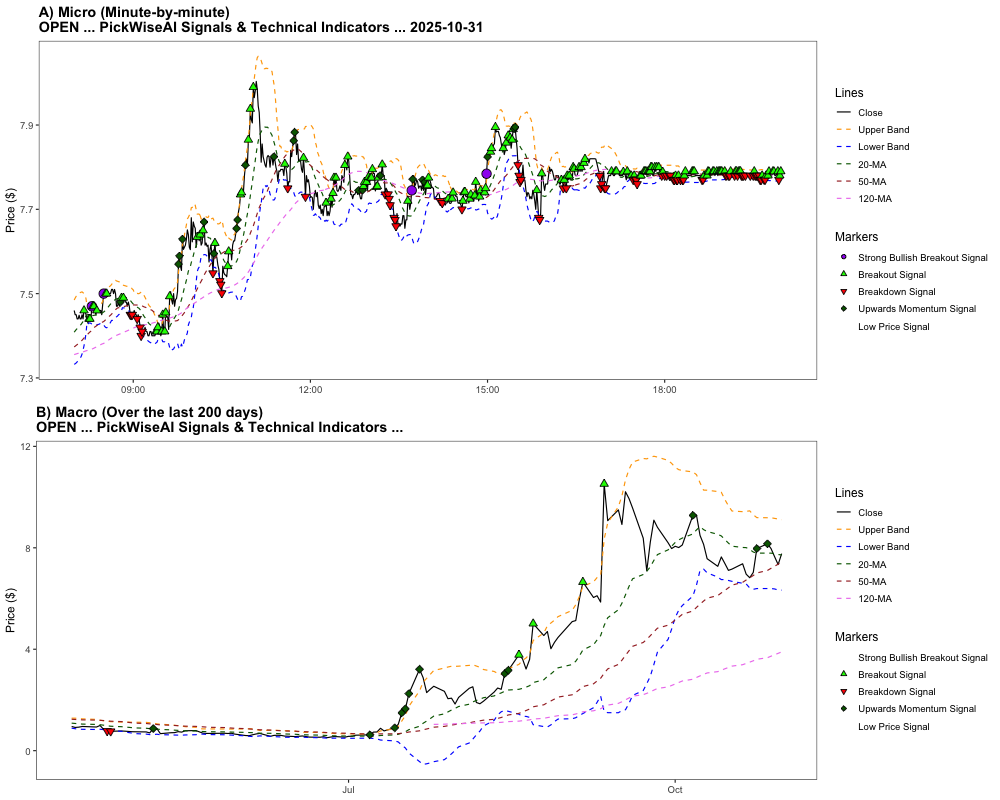 A) Micro (Minute-by-minute)
OPEN ... PickWiseAI Signals & Technical Indicators ... 2025-10-31
Price ($)
7.9
7.7
7.5
7.3
09:00
12:00
15:00
18:00
Lines
Close
Upper Band
Lower Band
20-MA
50-MA
120-MA
Markers
Strong Bullish Breakout Signal
Breakout Signal
Breakdown Signal
Upwards Momentum Signal
Low Price Signal
B) Macro (Over the last 200 days)
OPEN ... PickWiseAI Signals & Technical Indicators ...
Price ($)
12
8
4
0
Jul
Oct
Lines
Close
Upper Band
Lower Band
20-MA
50-MA
120-MA
Markers
Strong Bullish Breakout Signal
Breakout Signal
Breakdown Signal
Upwards Momentum Signal
Low Price Signal